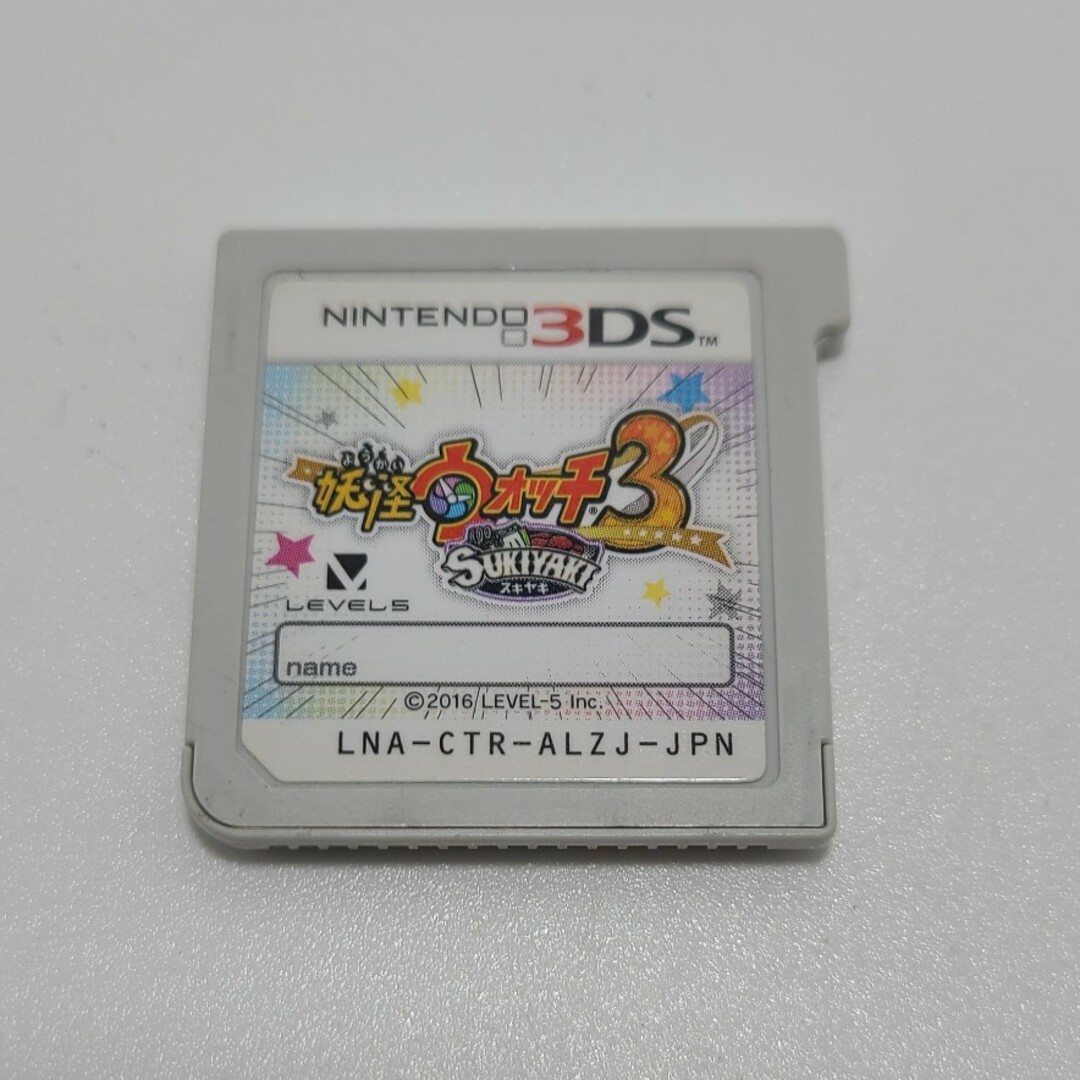 NINTENDO 3DS™
ようかい
妖怪ウォッチ®3
SUKIYAKI
スキヤキ
LEVEL5
name
©2016 LEVEL-5 Inc.
LNA-CTR-ALZJ-JPN